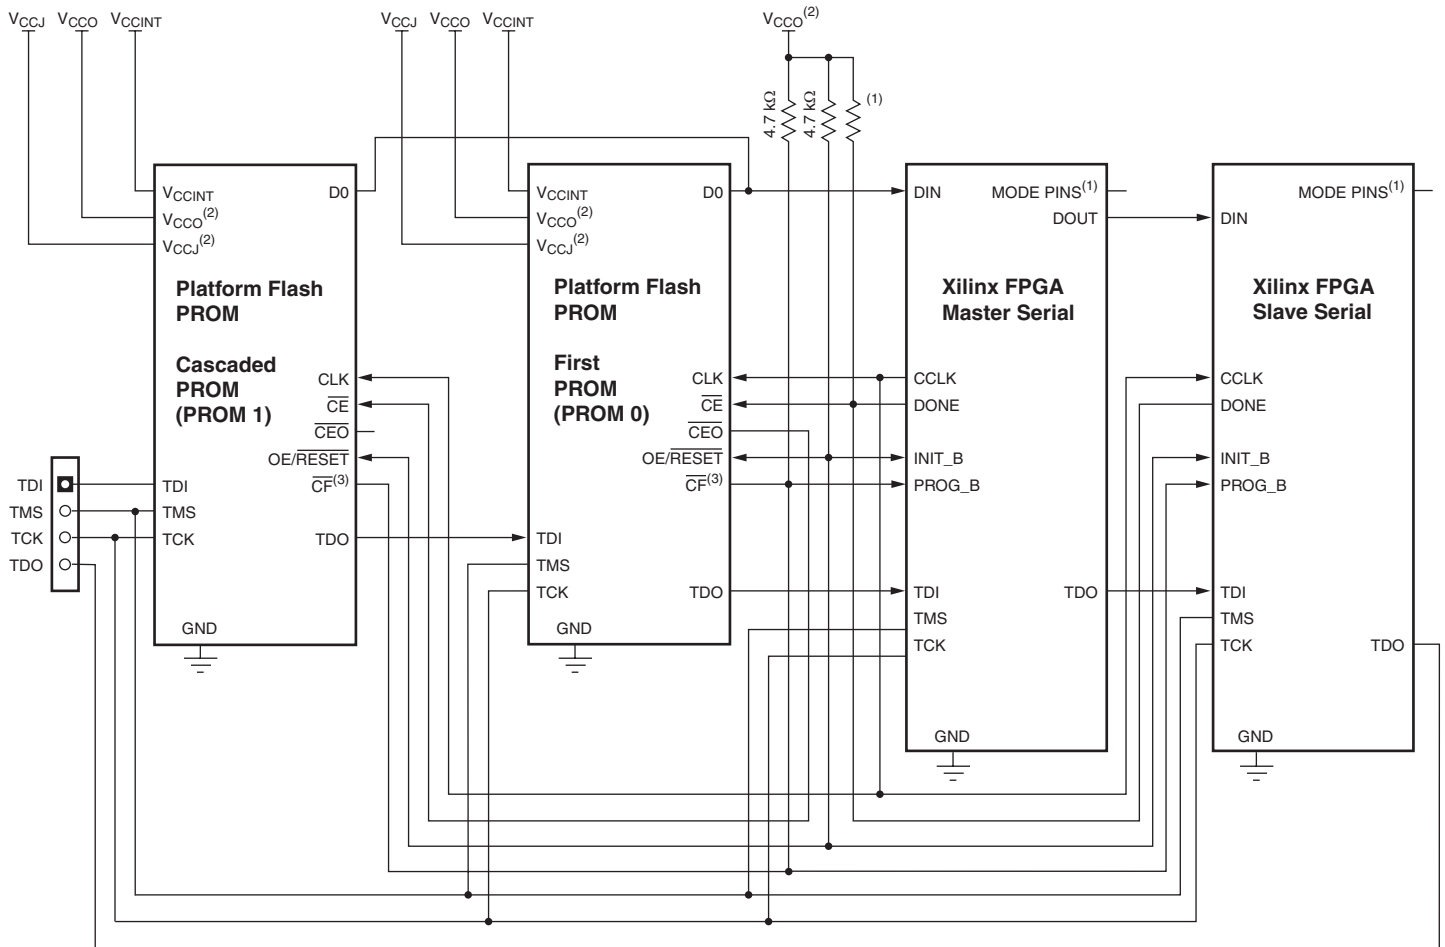 VCCJ VCCO VCCINT
VCCJ VCCO VCCINT
VCCO(2)
4.7 kΩ
4.7 kΩ
(1)
VCCINT
VCCO(2)
VCCJ(2)
D0
Platform Flash
PROM
Cascaded
PROM
(PROM 1)
CLK
CE
CEO
OE/RESET
CF(3)
TDI
TMS
TCK
TDO
GND
TDI
TMS
TCK
TDO
VCCINT
VCCO(2)
VCCJ(2)
D0
Platform Flash
PROM
First
PROM
(PROM 0)
CLK
CE
CEO
OE/RESET
CF(3)
TDI
TMS
TCK
TDO
GND
DIN
MODE PINS(1)
DOUT
Xilinx FPGA
Master Serial
CCLK
DONE
INIT_B
PROG_B
TDI
TMS
TCK
TDO
GND
MODE PINS(1)
DIN
Xilinx FPGA
Slave Serial
CCLK
DONE
INIT_B
PROG_B
TDI
TMS
TCK
TDO
GND